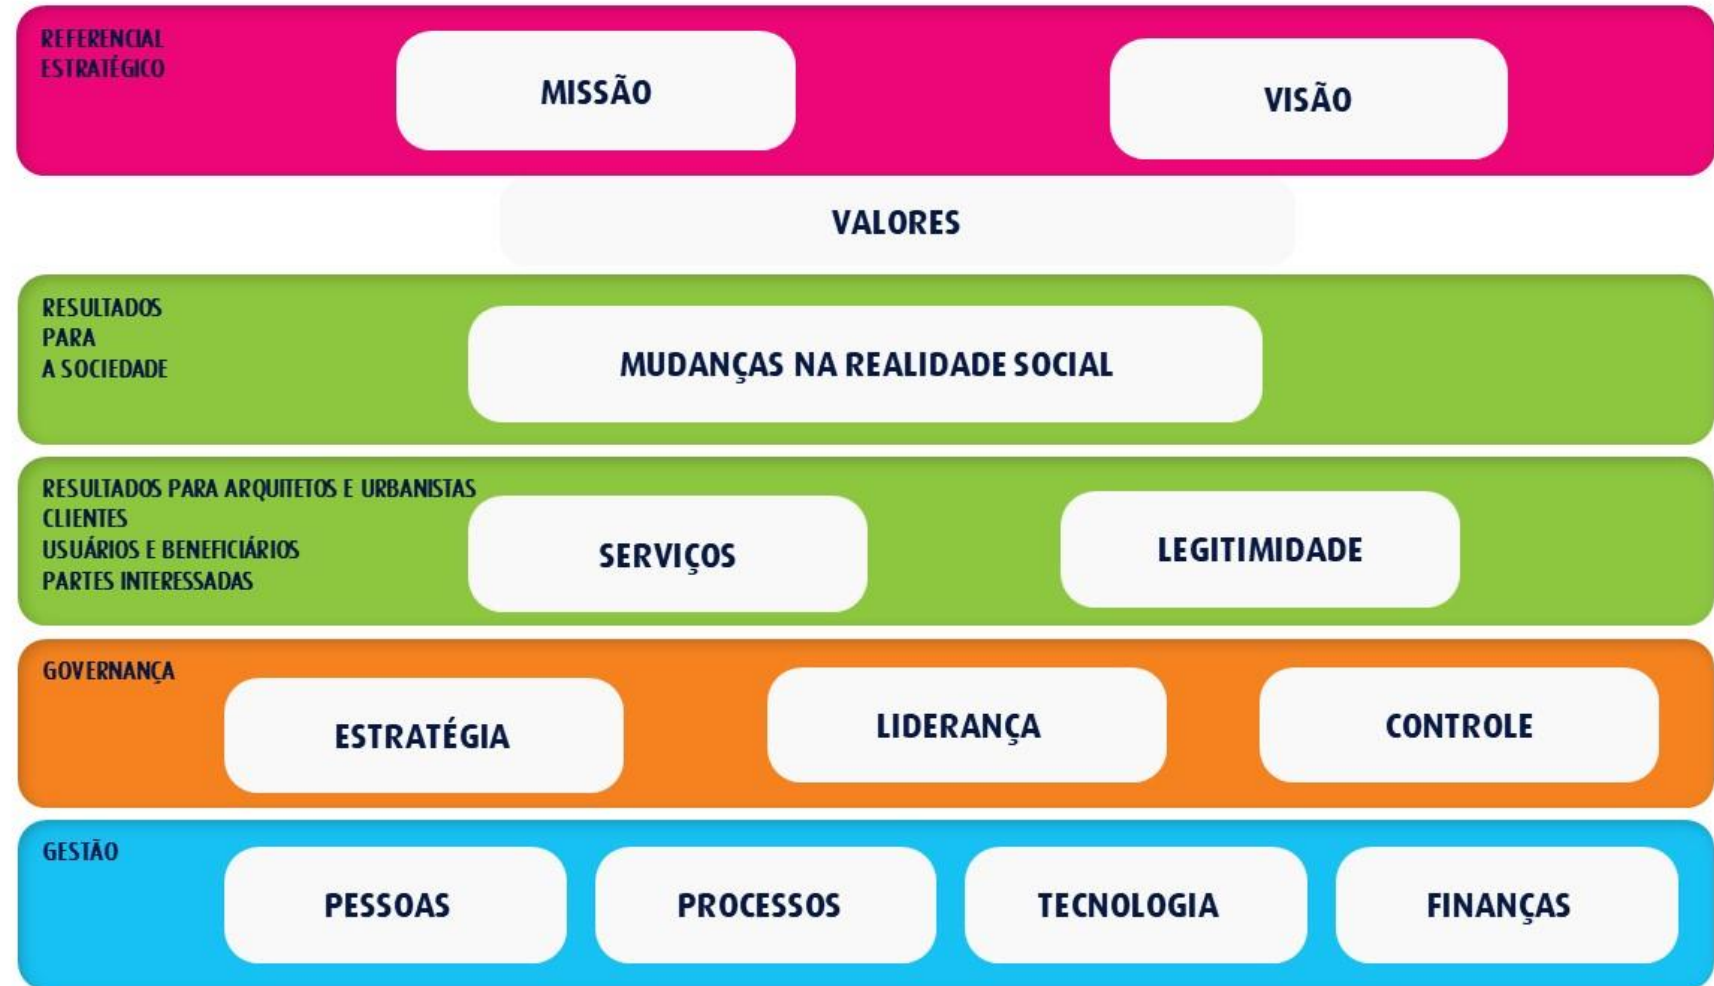 REFERENCIAL
ESTRATÉGICO
MISSÃO
VISÃO
VALORES
RESULTADOS
PARA
A SOCIEDADE
MUDANÇAS NA REALIDADE SOCIAL
RESULTADOS PARA ARQUITETOS E URBANISTAS
CLIENTES
USUÁRIOS E BENEFICIÁRIOS
PARTES INTERESSADAS
SERVIÇOS
LEGITIMIDADE
GOVERNANÇA
ESTRATÉGIA
LIDERANÇA
CONTROLE
GESTÃO
PESSOAS
PROCESSOS
TECNOLOGIA
FINANÇAS